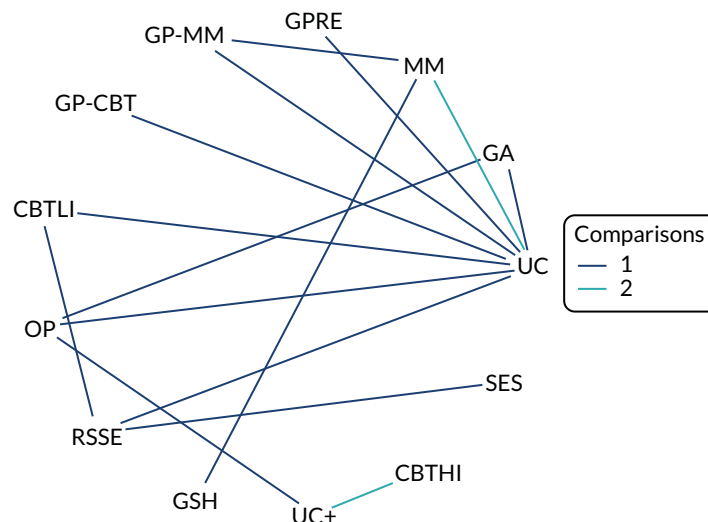 GPRE
GP-MM
MM
GP-CBT
GA
CBTLI
UC
Comparisons
1
2
OP
SES
RSSE
CBTHI
GSH
UC+